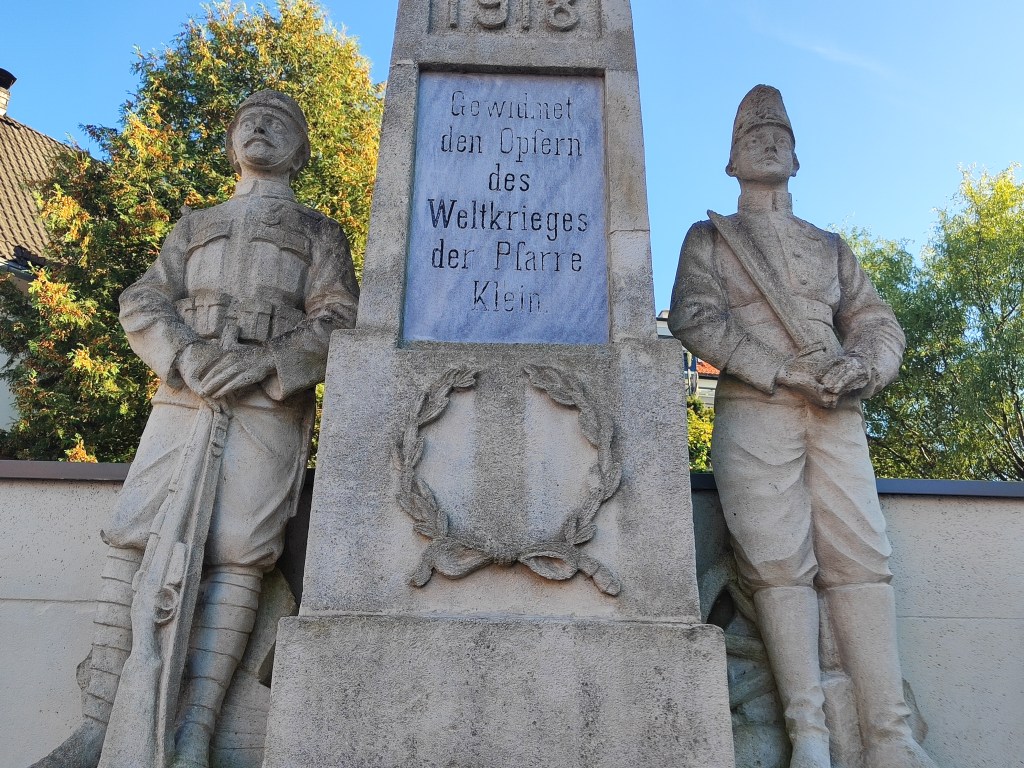 1918
Gewidmet
den Opfern
des
Weltkrieges
der Pfarre
Klein.